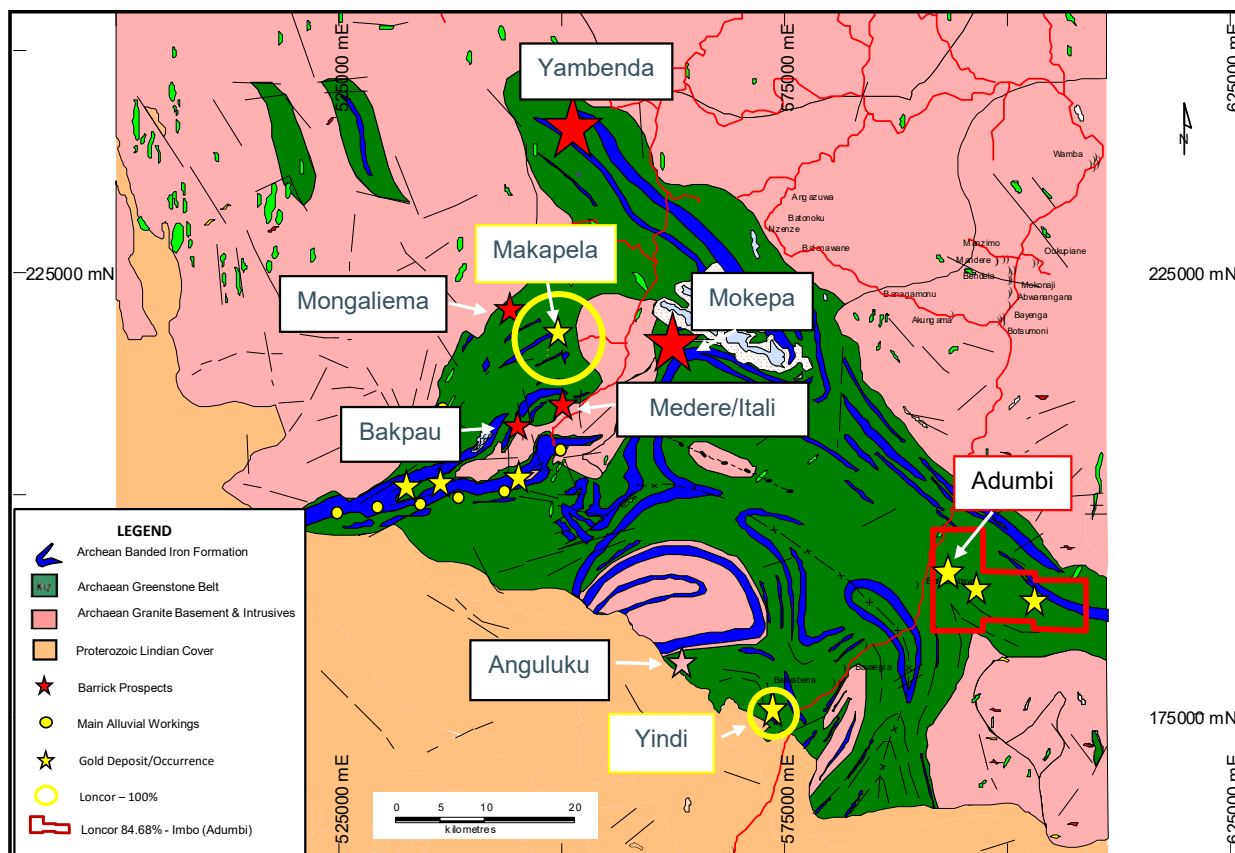 525000 mE
575000 mE
625000 mE
Yambenda
N
Wamba
Angazuwa
Batonoku
Nzenze
Makapela
Manzimo
Oukupiane
Mandere
225000 mN
225000 mN
Bendela
Mokonaji
Mongaliema
Mokepa
Banagamonu
Abwanangana
Akungama
Bayenga
Botsumoni
Medere/Itali
Bakpau
Adumbi
LEGEND
Archean Banded Iron Formation
Archaean Greenstone Belt
Archaean Granite Basement & Intrusives
Proterozoic Lindian Cover
Barrick Prospects
Main Alluvial Workings
Gold Deposit/Occurrence
Loncor – 100%
Loncor 84.68% - Imbo (Adumbi)
Anguluku
Yindi
175000 mN
0 5 10 20
kilometres
525000 mE
575000 mE
625000 mE